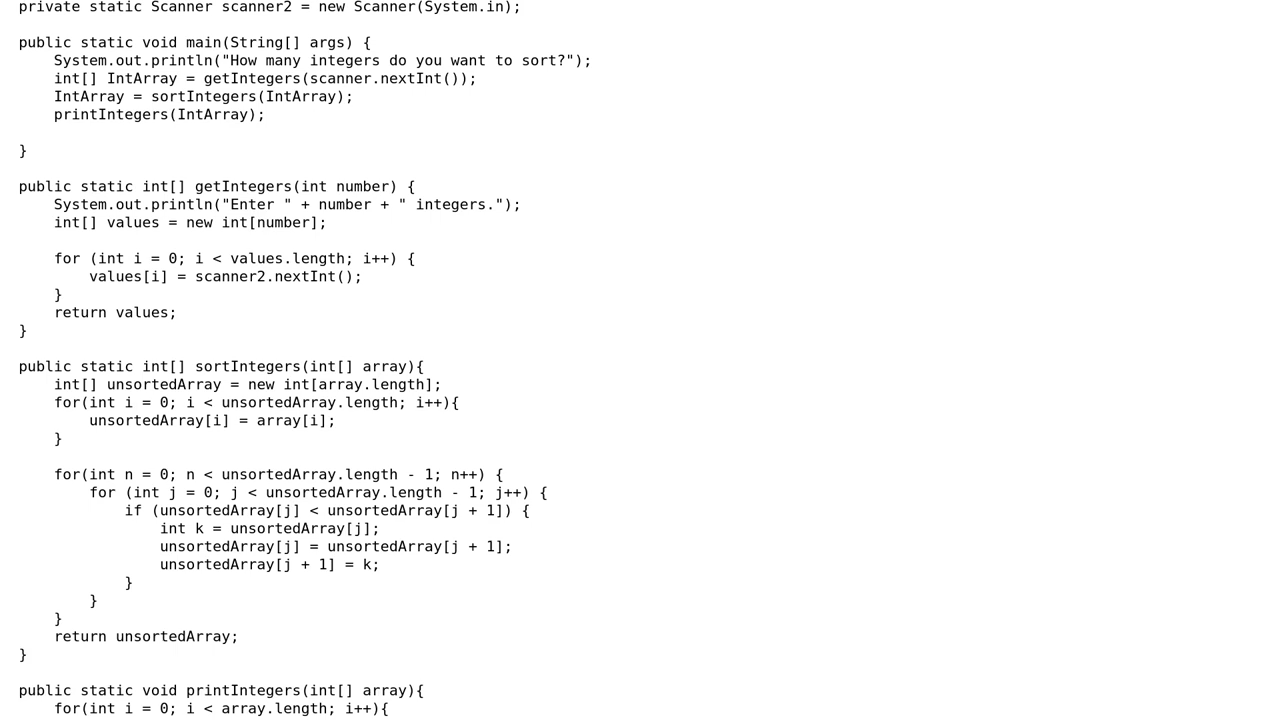 private static Scanner scanner2 = new Scanner(System.in);
public static void main(String[] args) {
System.out.println("How many integers do you want to sort?");
int[] IntArray = getIntegers(scanner.nextInt());
IntArray = sortIntegers(IntArray);
printIntegers(IntArray);
}
public static int[] getIntegers(int number) {
System.out.println("Enter " + number + " integers.");
int[] values = new int[number];
for (int i = 0; i < values.length; i++) {
values[i] = scanner2.nextInt();
}
return values;
}
public static int[] sortIntegers(int[] array){
int[] unsortedArray = new int[array.length];
for(int i = 0; i < unsortedArray.length; i++){
unsortedArray[i] = array[i];
}
for(int n = 0; n < unsortedArray.length - 1; n++) {
for (int j = 0; j < unsortedArray.length - 1; j++) {
if (unsortedArray[j] < unsortedArray[j + 1]) {
int k = unsortedArray[j];
unsortedArray[j] = unsortedArray[j + 1];
unsortedArray[j + 1] = k;
}
}
}
return unsortedArray;
}
public static void printIntegers(int[] array){
for(int i = 0; i < array.length; i++){